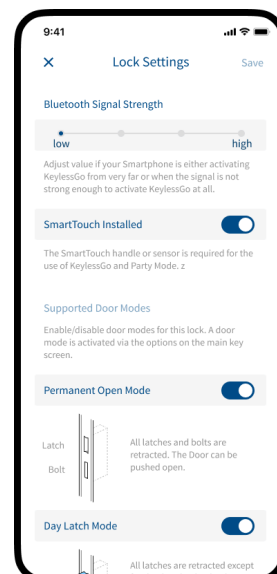 9:41
Lock Settings Save
Bluetooth Signal Strength
low high
Adjust value if your Smartphone is either activating
KeylessGo from very far or when the signal is not
strong enough to activate KeylessGo at all.
SmartTouch Installed
The SmartTouch handle or sensor is required for the
use of KeylessGo and Party Mode. z
Supported Door Modes
Enable/disable door modes for this lock. A door
mode is activated via the options on the main key
screen.
Permanent Open Mode
Latch
Bolt
All latches and bolts are
retracted. The Door can be
pushed open.
Day Latch Mode
All latches are retracted except